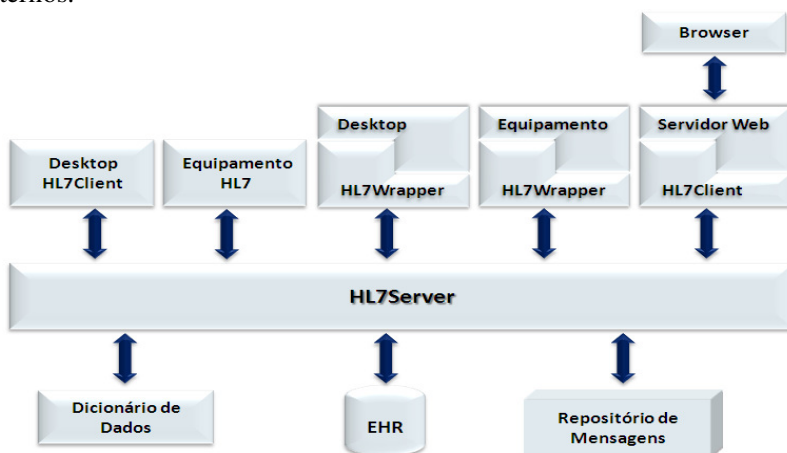 Browser
Desktop
HL7Client
Equipamento
HL7
Desktop
HL7Wrapper
Equipamento
HL7Wrapper
Servidor Web
HL7Client
HL7Server
Dicionário de
Dados
EHR
Repositório de
Mensagens